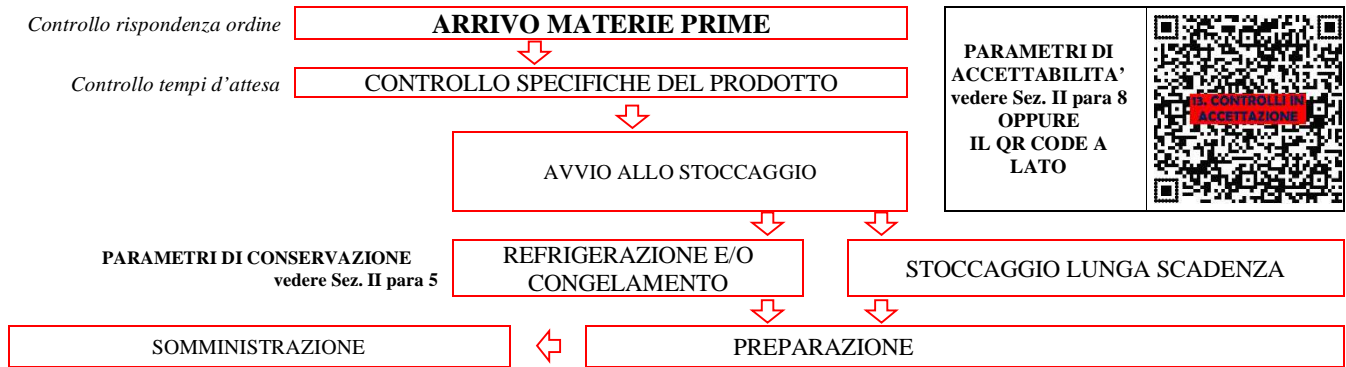 Controllo rispondenza ordine
ARRIVO MATERIE PRIME
Controllo tempi d'attesa
CONTROLLO SPECIFICHE DEL PRODOTTO
PARAMETRI DI
ACCETTABILITA'
vedere Sez. II para 8
OPPURE
IL QR CODE A
LATO
13. CONTROLLI IN
ACCETTAZIONE
AVVIO ALLO STOCCAGGIO
PARAMETRI DI CONSERVAZIONE
vedere Sez. II para 5
REFRIGERAZIONE E/O
CONGELAMENTO
STOCCAGGIO LUNGA SCADENZA
SOMMINISTRAZIONE
PREPARAZIONE